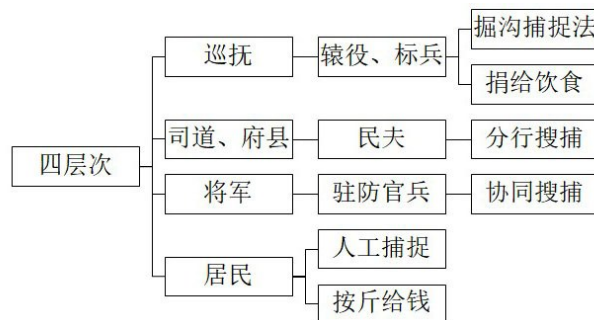 四层次
巡抚
辕役、标兵
掘沟捕捉法
捐给饮食
司道、府县
民夫
分行搜捕
将军
驻防官兵
协同搜捕
居民
人工捕捉
按斤给钱